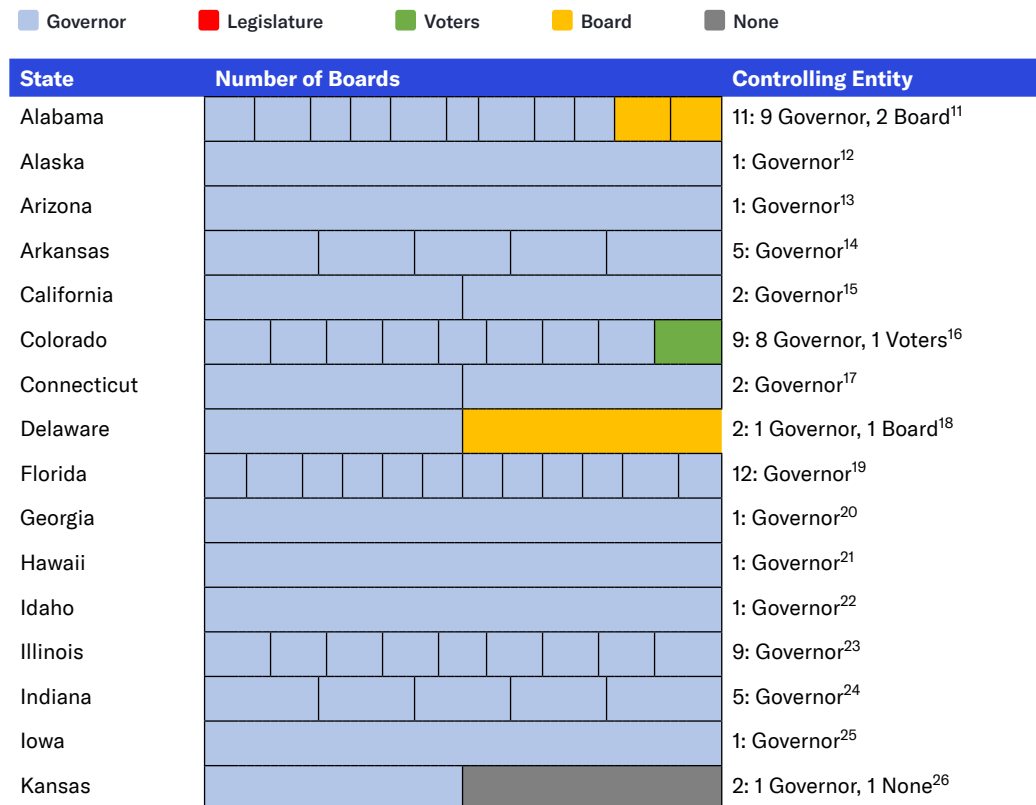 Governor Legislature Voters Board None
State Number of Boards Controlling Entity
Alabama 11: 9 Governor, 2 Board11
Alaska 1: Governor12
Arizona 1: Governor13
Arkansas 5: Governor14
California 2: Governor15
Colorado 9: 8 Governor, 1 Voters16
Connecticut 2: Governor17
Delaware 2: 1 Governor, 1 Board18
Florida 12: Governor19
Georgia 1: Governor20
Hawaii 1: Governor21
Idaho 1: Governor22
Illinois 9: Governor23
Indiana 5: Governor24
Iowa 1: Governor25
Kansas 2: 1 Governor, 1 None26